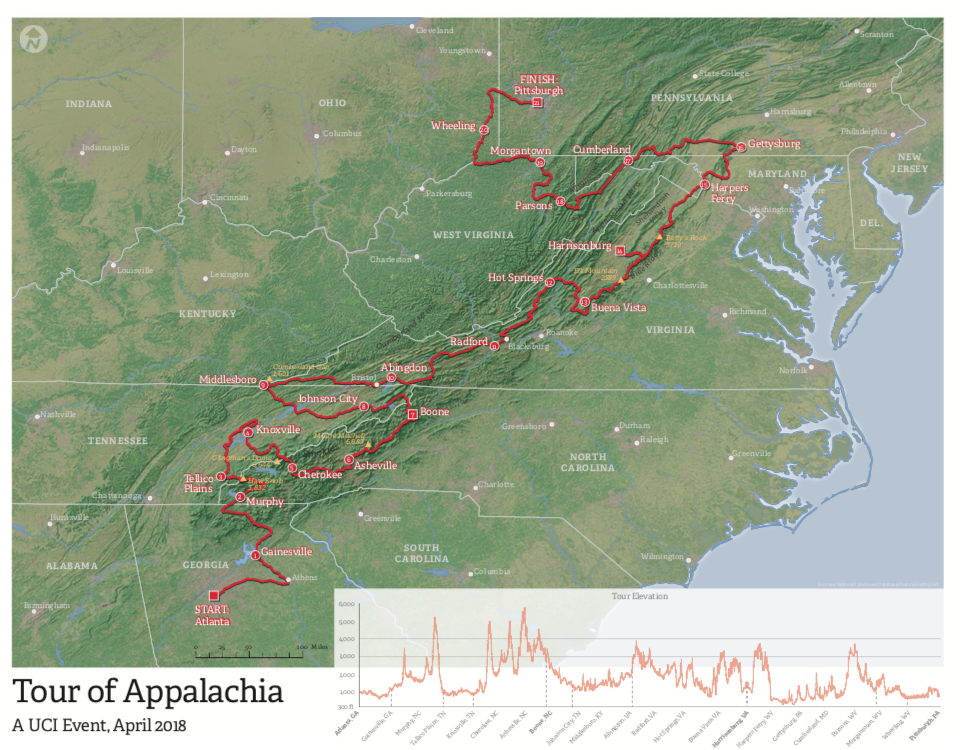 N
Cleveland
Scranton
Youngstown
State College
FINISH:
Pittsburgh
21
Allentown
INDIANA
OHIO
PENNSYLVANIA
Harrisburg
Wheeling
20
Columbus
Philadelphia
Indianapolis
Dayton
Morgantown
19
Cumberland
17
Gettysburg
16
NEW
JERSEY
MARYLAND
15
Harpers
Ferry
Parkersburg
Cincinnati
Parsons
18
Washington
DEL.
WEST VIRGINIA
Harrisonburg
14
Charleston
Louisville
Lexington
Hot Springs
12
Charlottesville
13
Buena Vista
KENTUCKY
Richmond
VIRGINIA
Roanoke
Radford
11
Blacksburg
Norfolk
Cumberland Gap
Abingdon
10
Middlesboro
9
Bristol
Johnson City
8
Boone
7
Nashville
Knoxville
4
Greensboro
Durham
Raleigh
TENNESSEE
Mount Mitchell
Greenville
NORTH
CAROLINA
6
Asheville
5
Cherokee
Tellico
Plains
3
Chattanooga
2
Murphy
Charlotte
Huntsville
Greenville
SOUTH
CAROLINA
Wilmington
1
Gainesville
ALABAMA
GEORGIA
Athens
Columbus
START:
Atlanta
Birmingham
0
25
50
100 Miles
Tour of Appalachia
A UCI Event, April 2018
Tour Elevation
6,000
5,000
4,000
3,000
2,000
1,000
300 ft
Atlanta, GA
Gainesville, GA
Murphy, NC
Tellico Plains, TN
Knoxville, TN
Cherokee, NC
Asheville, NC
Boone, NC
Johnson City, TN
Middlesboro, KY
Abingdon, VA
Radford, VA
Hot Springs, VA
Buena Vista, VA
Harrisonburg, VA
Harpers Ferry, WV
Gettysburg, PA
Cumberland, MD
Parsons, WV
Morgantown, WV
Wheeling, WV
Pittsburgh, PA